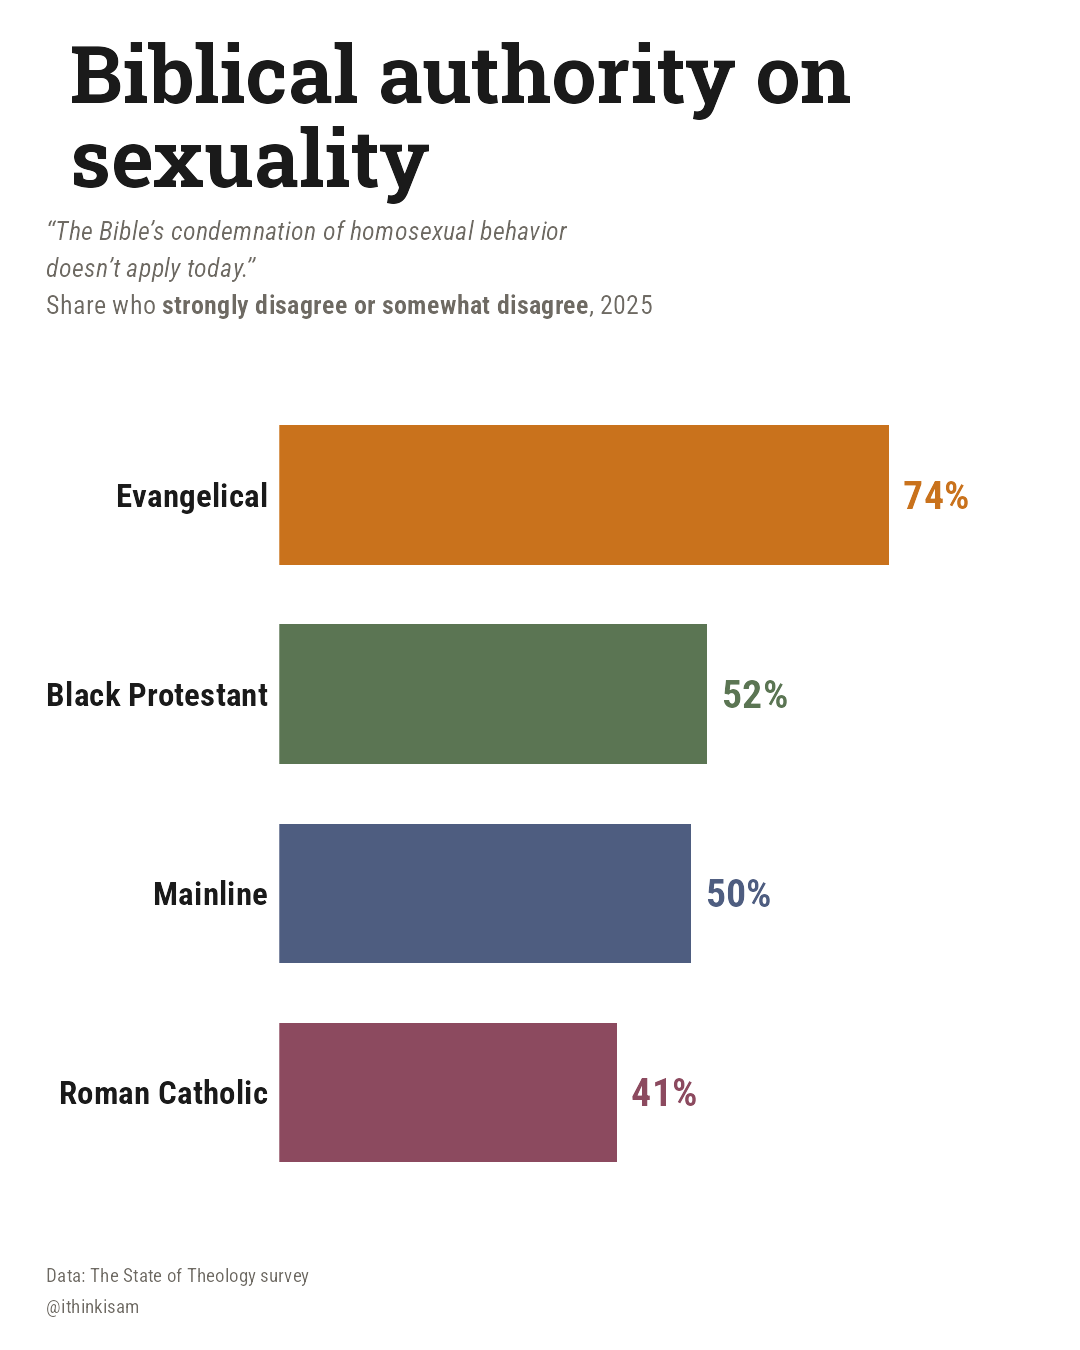 Biblical authority on
sexuality
“The Bible’s condemnation of homosexual behavior
doesn’t apply today.”
Share who strongly disagree or somewhat disagree, 2025
Evangelical 74%
Black Protestant 52%
Mainline 50%
Roman Catholic 41%
Data: The State of Theology survey
@ithinkisam